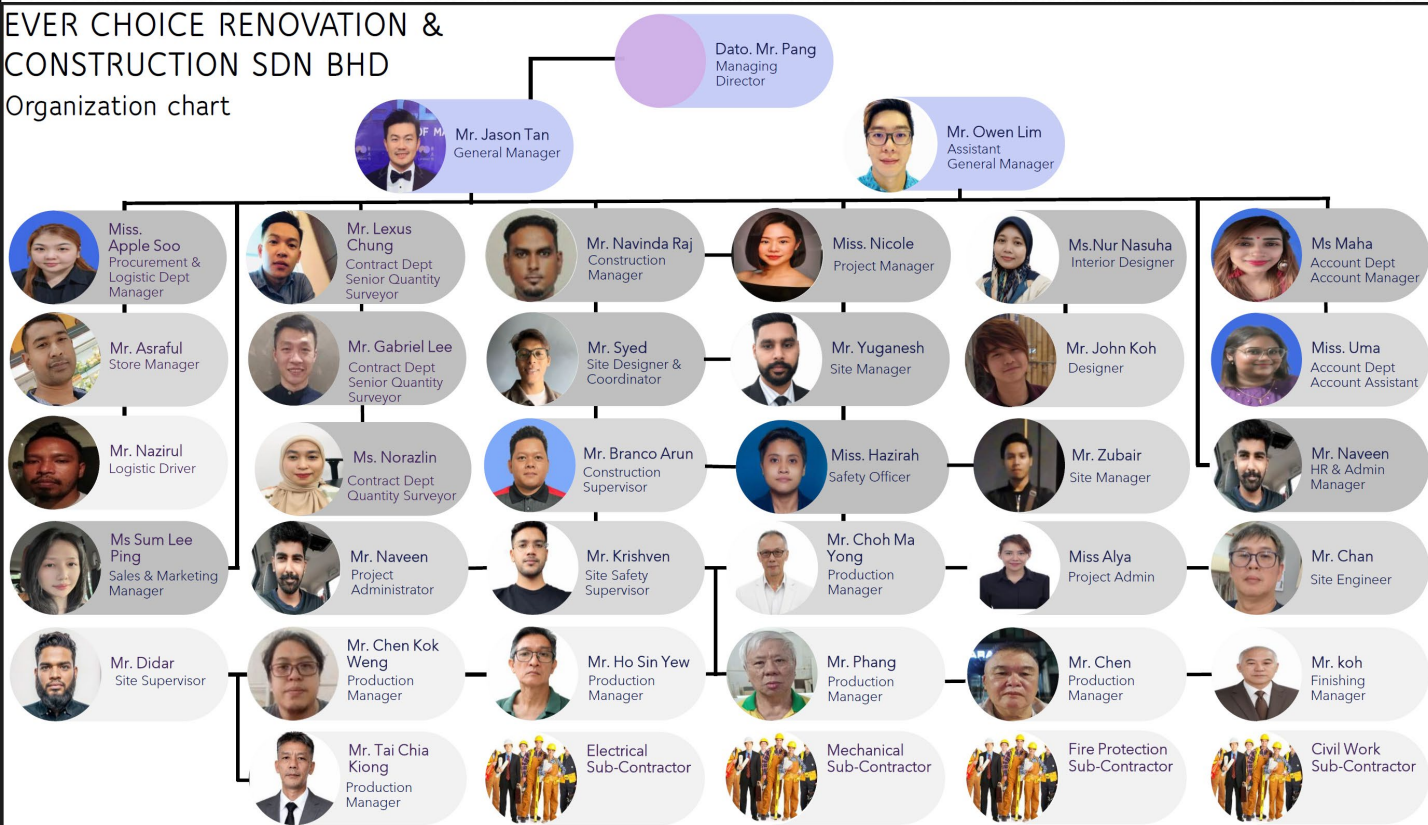 EVER CHOICE RENOVATION &
CONSTRUCTION SDN BHD
Organization chart
Dato. Mr. Pang
Managing
Director
Mr. Jason Tan
General Manager
Mr. Owen Lim
Assistant
General Manager
Miss.
Apple Soo
Procurement &
Logistic Dept
Manager
Mr. Lexus
Chung
Contract Dept
Senior Quantity
Surveyor
Mr. Navinda Raj
Construction
Manager
Miss. Nicole
Project Manager
Ms.Nur Nasuha
Interior Designer
Ms Maha
Account Dept
Account Manager
Mr. Asraful
Store Manager
Mr. Gabriel Lee
Contract Dept
Senior Quantity
Surveyor
Mr. Syed
Site Designer &
Coordinator
Mr. Yuganesh
Site Manager
Mr. John Koh
Designer
Miss. Uma
Account Dept
Account Assistant
Mr. Nazirul
Logistic Driver
Ms. Norazlin
Contract Dept
Quantity Surveyor
Mr. Branco Arun
Construction
Supervisor
Miss. Hazirah
Safety Officer
Mr. Zubair
Site Manager
Mr. Naveen
HR & Admin
Manager
Ms Sum Lee
Ping
Sales & Marketing
Manager
Mr. Naveen
Project
Administrator
Mr. Krishven
Site Safety
Supervisor
Mr. Choh Ma
Yong
Production
Manager
Miss Alya
Project Admin
Mr. Chan
Site Engineer
Mr. Didar
Site Supervisor
Mr. Chen Kok
Weng
Production
Manager
Mr. Ho Sin Yew
Production
Manager
Mr. Phang
Production
Manager
Mr. Chen
Production
Manager
Mr. koh
Finishing
Manager
Mr. Tai Chia
Kiong
Production
Manager
Electrical
Sub-Contractor
Mechanical
Sub-Contractor
Fire Protection
Sub-Contractor
Civil Work
Sub-Contractor